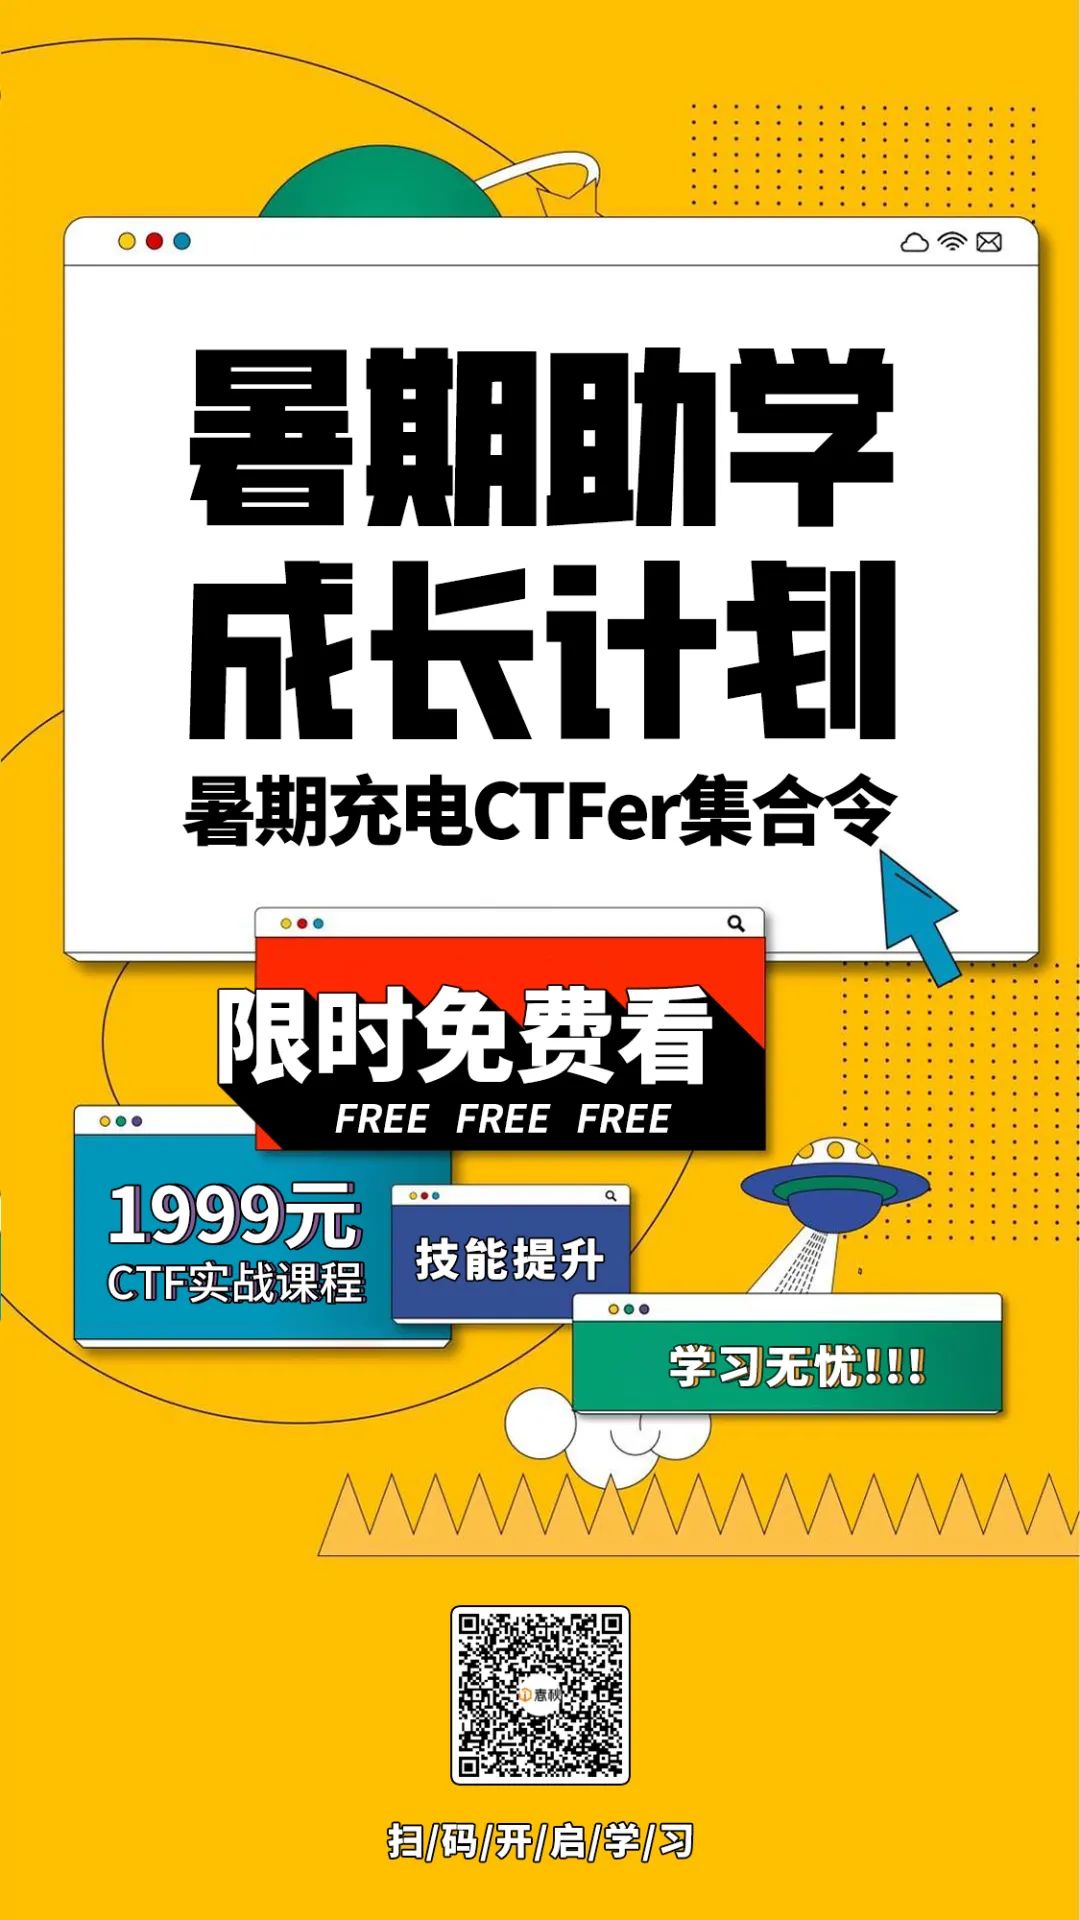 暑期助学
成长计划
暑期充电CTFer集合令
限时免费看
FREE FREE FREE
1999元
CTF实战课程
技能提升
学习无忧!!!
春秋
扫/码/开/启/学/习